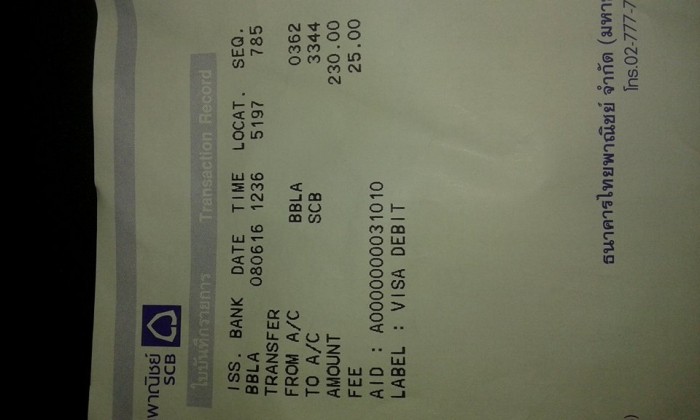 พาณิชย์
SCB
ใบบันทึกรายการ Transaction Record
ISS. BANK DATE TIME LOCAT. SEQ.
BBLA 080616 1236 5197 785
TRANSFER
FROM A/C BBLA 0362
TO A/C SCB 3344
AMOUNT 230.00
FEE 25.00
AID : A0000000031010
LABEL : VISA DEBIT
ธนาคารไทยพาณิชย์ จำกัด (มหา
โทร.02-777-7